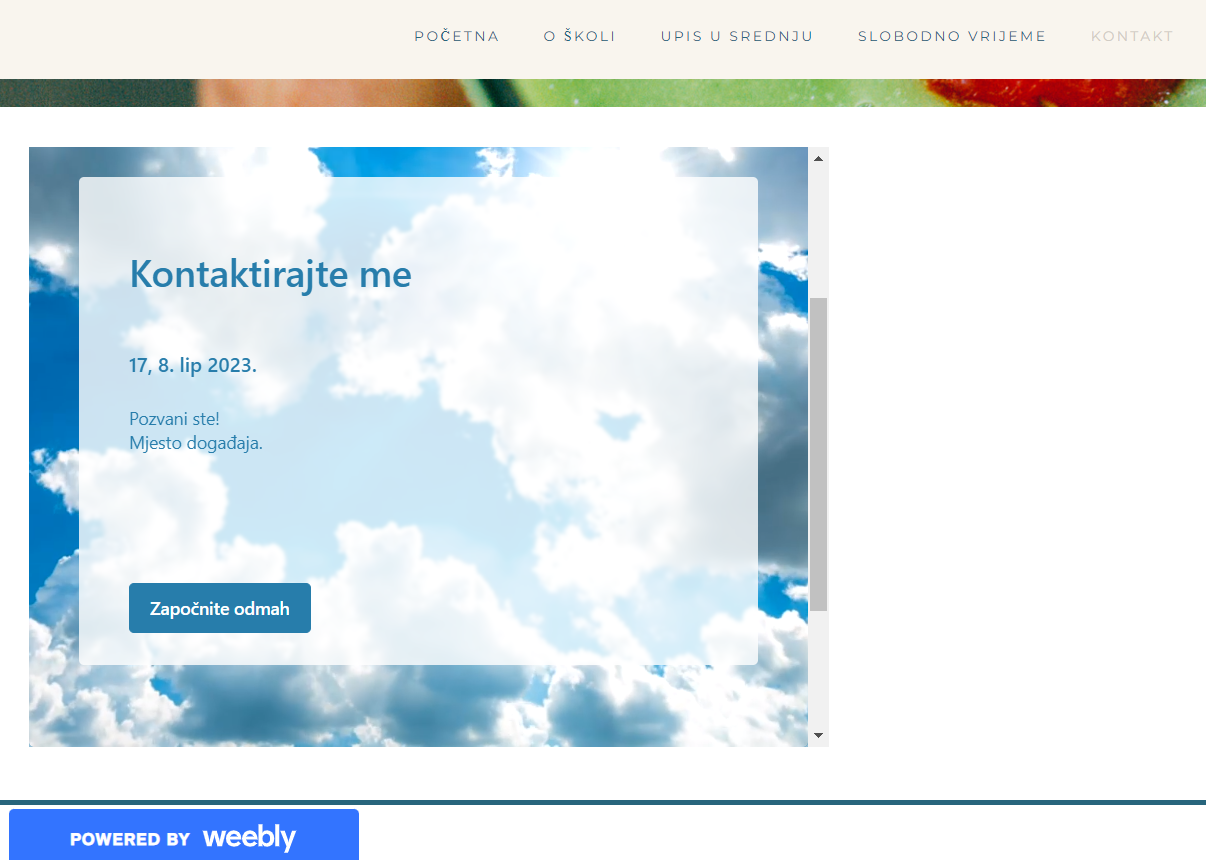 POČETNA O ŠKOLI UPIS U SREDNJU SLOBODNO VRIJEME KONTAKT
Kontaktirajte me
17, 8. lip 2023.
Pozvani ste!
Mjesto događaja.
Započnite odmah
POWERED BY weebly